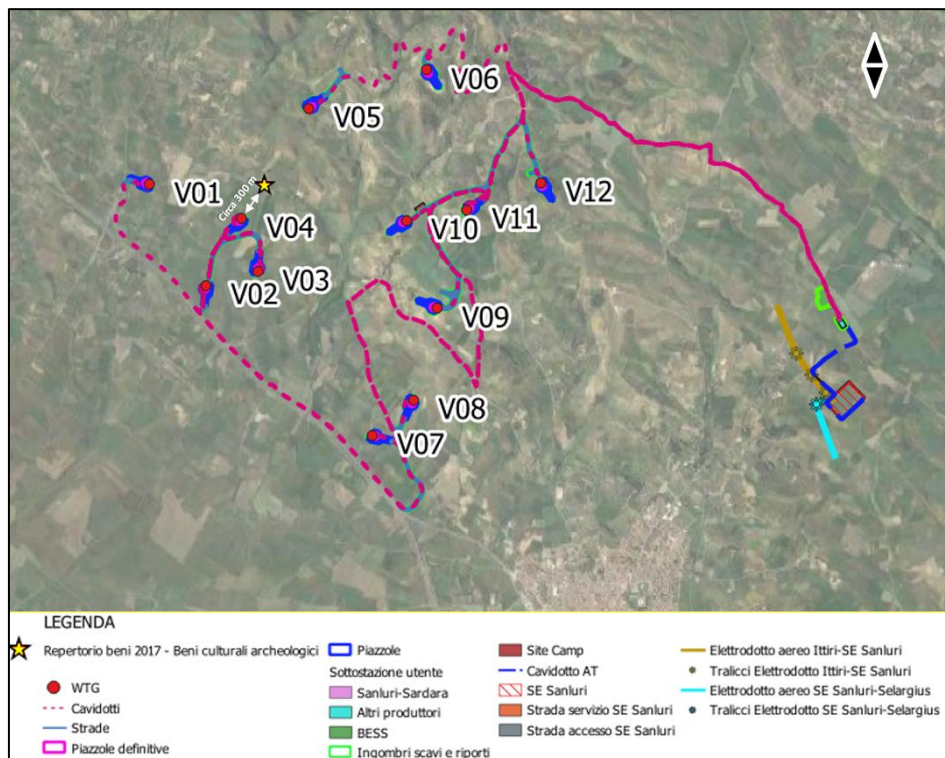 V06
V05
V12
V01
Circa 300 m
V11
V10
V04
V03
V02
V09
V08
V07
LEGENDA
Repertorio beni 2017 - Beni culturali archeologici
WTG
Cavidotti
Strade
Piazzole definitive
Piazzole
Sottostazione utente
Sanluri-Sardara
Altri produttori
BESS
Ingombri scavi e riporti
Site Camp
Cavidotto AT
SE Sanluri
Strada servizio SE Sanluri
Strada accesso SE Sanluri
Elettrodotto aereo Ittiri-SE Sanluri
Tralicci Elettrodotto Ittiri-SE Sanluri
Elettrodotto aereo SE Sanluri-Selargius
Tralicci Elettrodotto SE Sanluri-Selargius